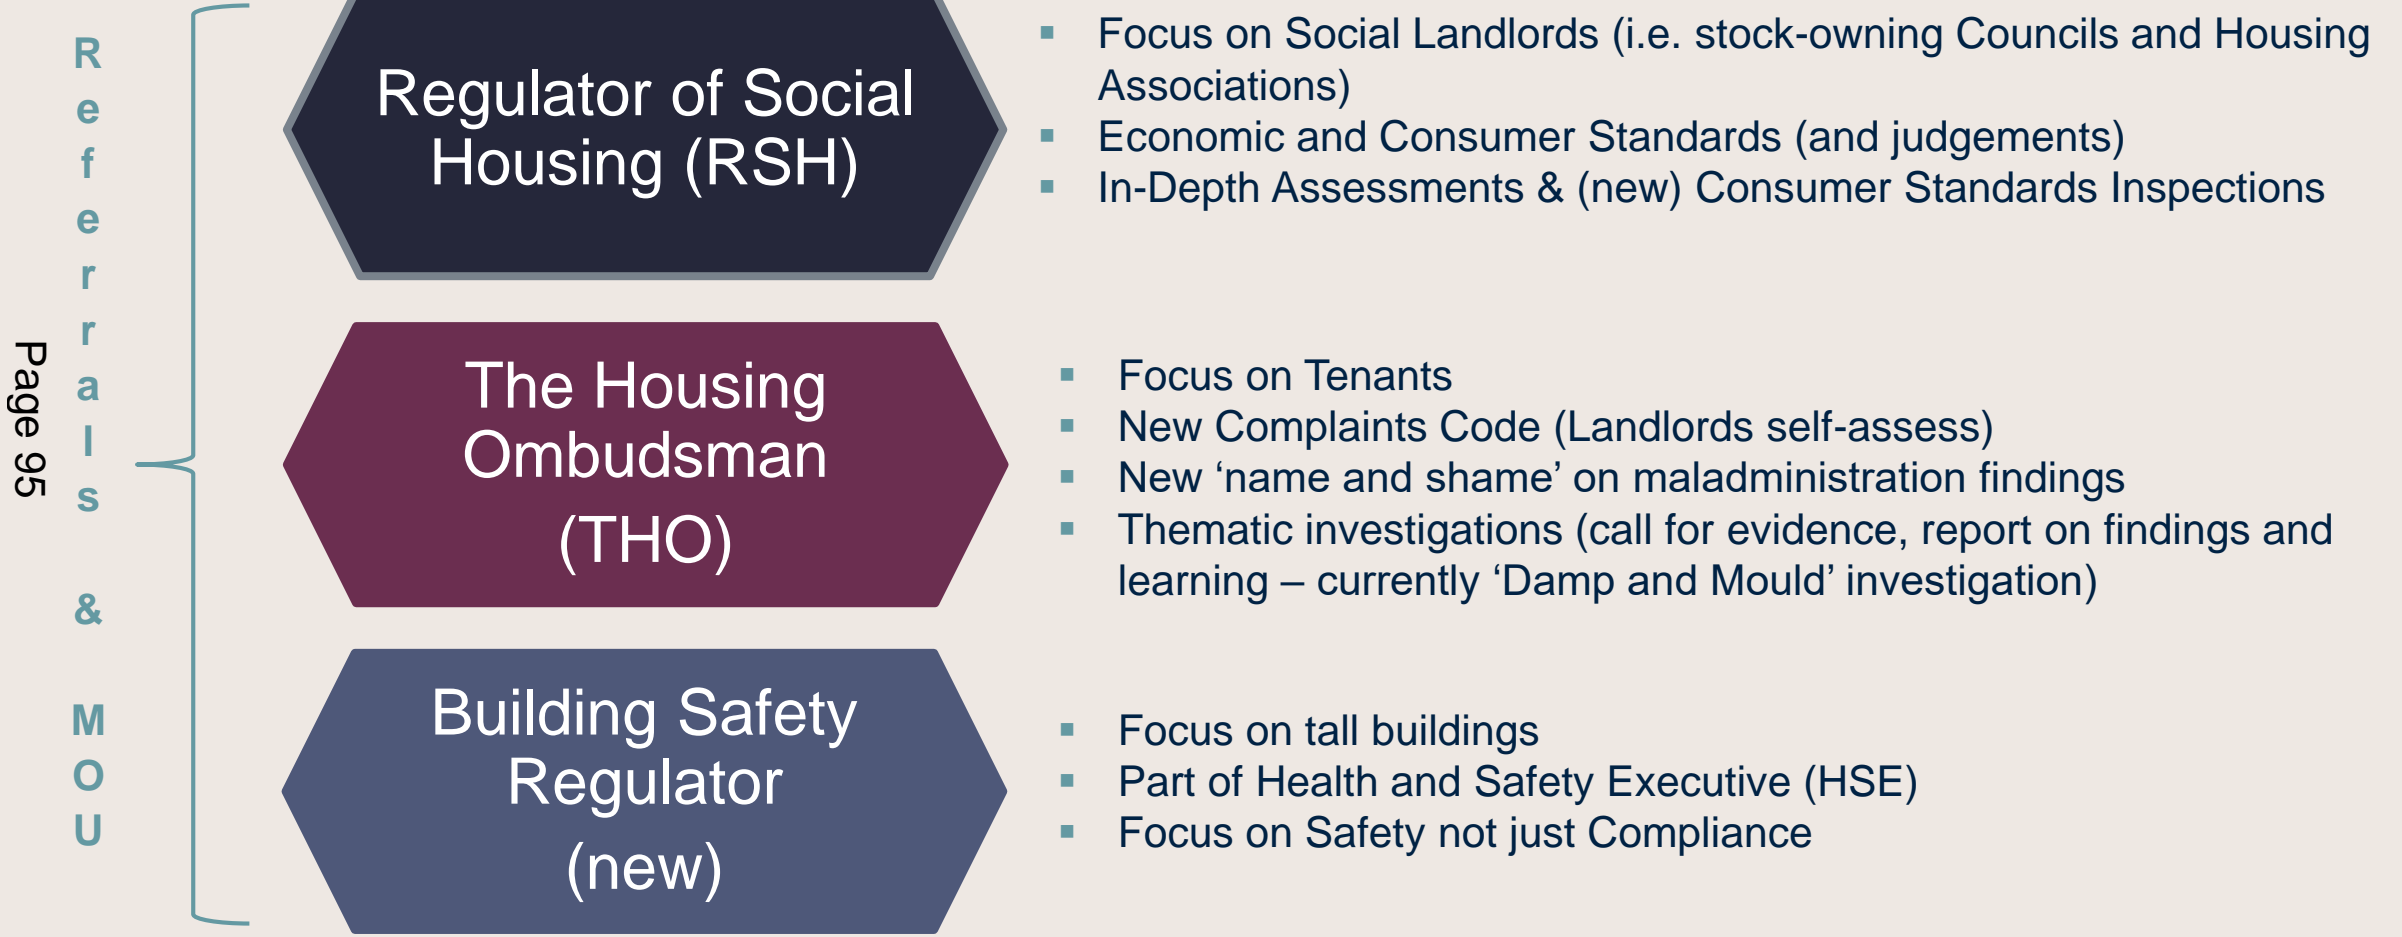 Referrals & MOU
Page 95
Regulator of Social
Housing (RSH)
Focus on Social Landlords (i.e. stock-owning Councils and Housing
Associations)
Economic and Consumer Standards (and judgements)
In-Depth Assessments & (new) Consumer Standards Inspections
The Housing
Ombudsman
(THO)
Focus on Tenants
New Complaints Code (Landlords self-assess)
New ‘name and shame’ on maladministration findings
Thematic investigations (call for evidence, report on findings and
learning – currently ‘Damp and Mould’ investigation)
Building Safety
Regulator
(new)
Focus on tall buildings
Part of Health and Safety Executive (HSE)
Focus on Safety not just Compliance